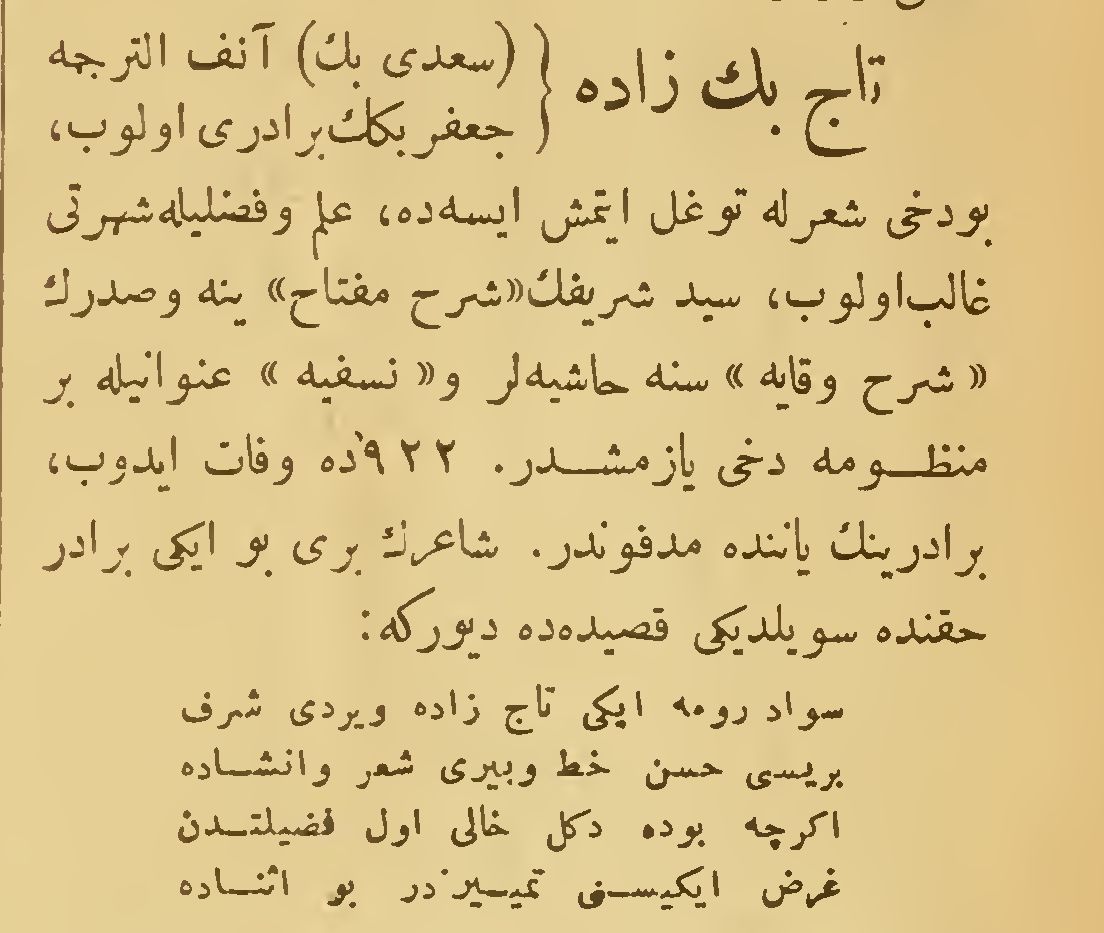 تاج بك زاده { (سعدی بك) آنف الترجمه
جعفر بكك برادری اولوب،
بودخی شعرله توغل ایتمش ایسه‌ده، علم وفضلیله شهرتی
غالب‌اولوب، سید شریفك «شرح مفتاح» ینه وصدرك
«شرح وقایه» سنه حاشیه‌لر و«نسفیه» عنوانیله بر
منظومه دخی یازمشدر. ٩٢٢ده وفات ایدوب،
برادرینك یاننده مدفوندر. شاعرك بری بو ایكی برادر
حقنده سویلدیكی قصیده‌ده دیوركه:
سواد رومه ایكی تاج زاده ویردی شرف
بریسی حسن خط وبیری شعر وانشاده
اكرچه بوده دكل خالی اول فضیلتدن
غرض ایكیسنی تمییزدر بو اثناده